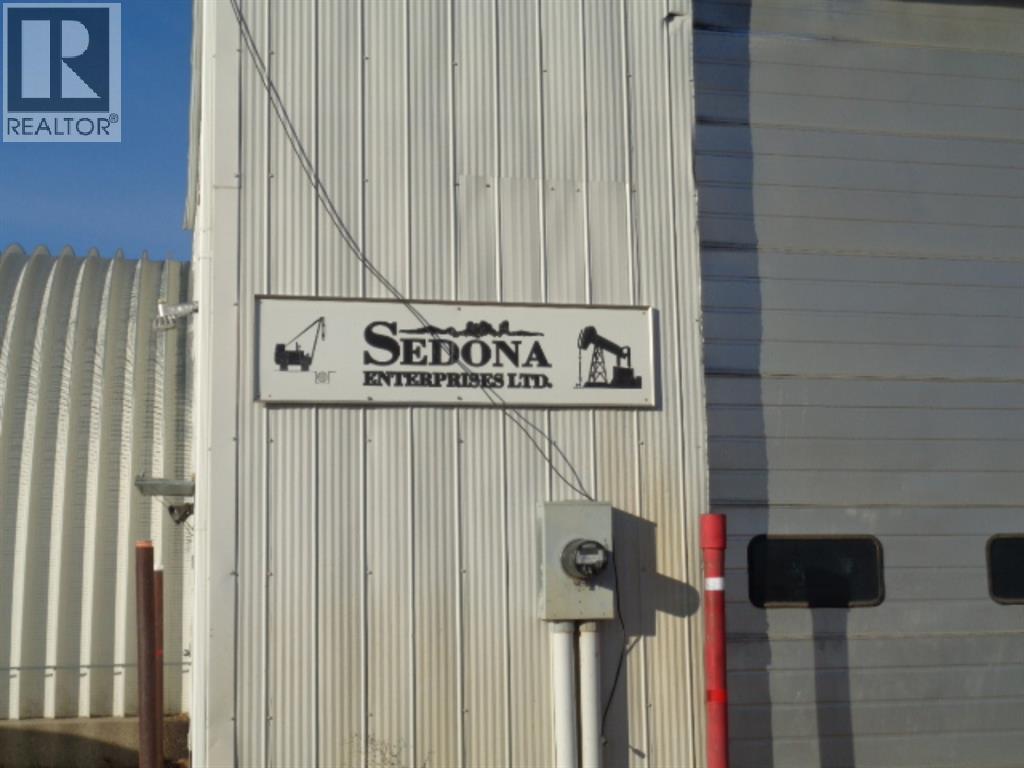 R
REALTOR®
SEDONA
ENTERPRISES LTD.